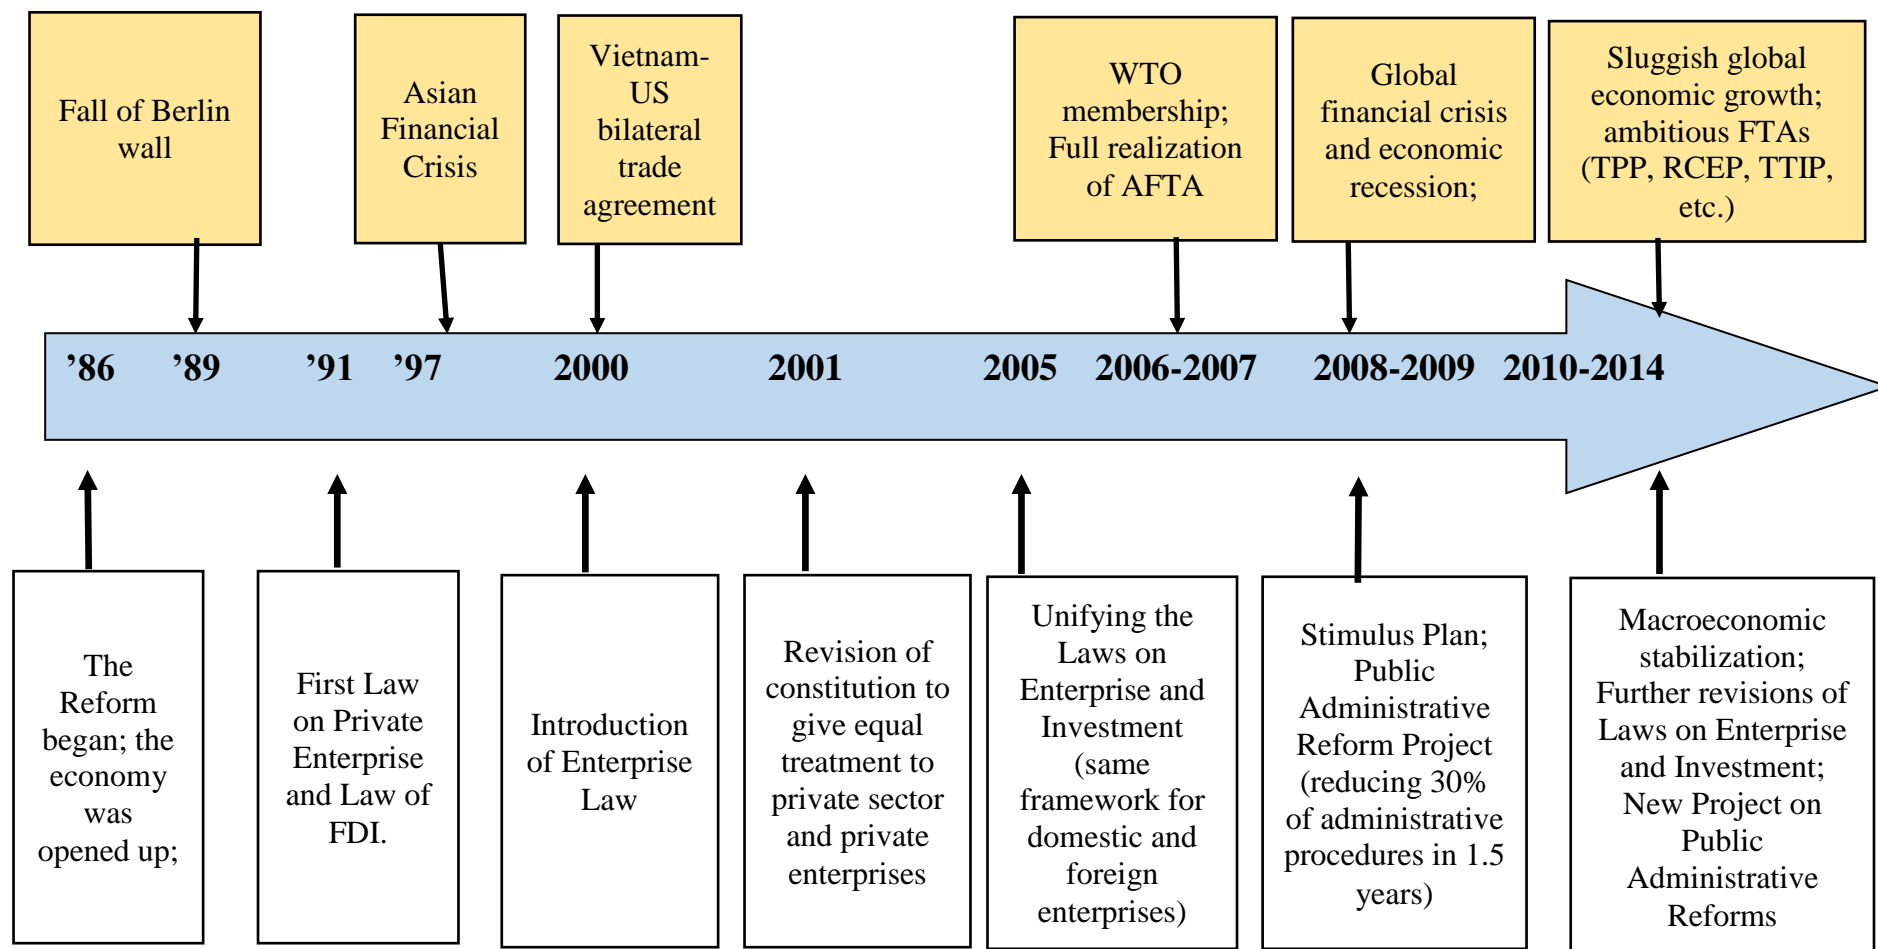 Fall of Berlin
wall
Asian
Financial
Crisis
Vietnam-
US
bilateral
trade
agreement
WTO
membership;
Full realization
of AFTA
Global
financial crisis
and economic
recession;
Sluggish global
economic growth;
ambitious FTAs
(TPP, RCEP, TTIP,
etc.)
’86 ’89 ’91 ’97 2000 2001 2005 2006-2007 2008-2009 2010-2014
The
Reform
began; the
economy
was
opened up;
First Law
on Private
Enterprise
and Law of
FDI.
Introduction
of Enterprise
Law
Revision of
constitution to
give equal
treatment to
private sector
and private
enterprises
Unifying the
Laws on
Enterprise and
Investment
(same
framework for
domestic and
foreign
enterprises)
Stimulus Plan;
Public
Administrative
Reform Project
(reducing 30%
of administrative
procedures in 1.5
years)
Macroeconomic
stabilization;
Further revisions of
Laws on Enterprise
and Investment;
New Project on
Public
Administrative
Reforms